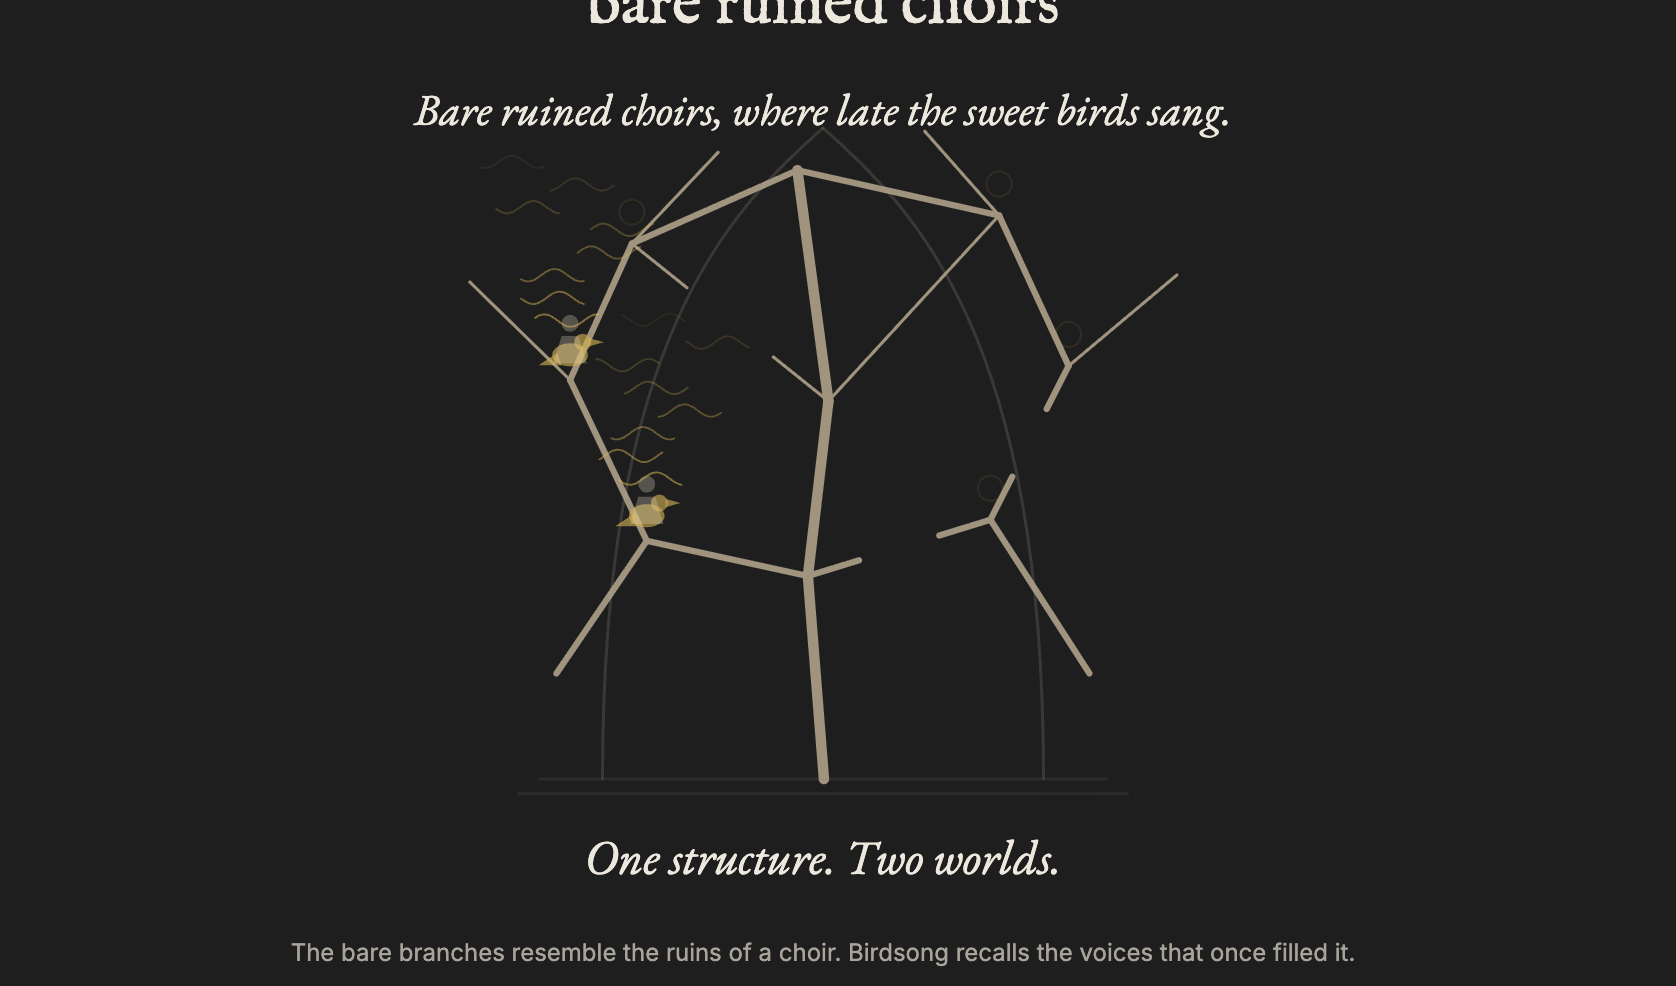 bare ruined choirs
Bare ruined choirs, where late the sweet birds sang.
One structure. Two worlds.
The bare branches resemble the ruins of a choir. Birdsong recalls the voices that once filled it.